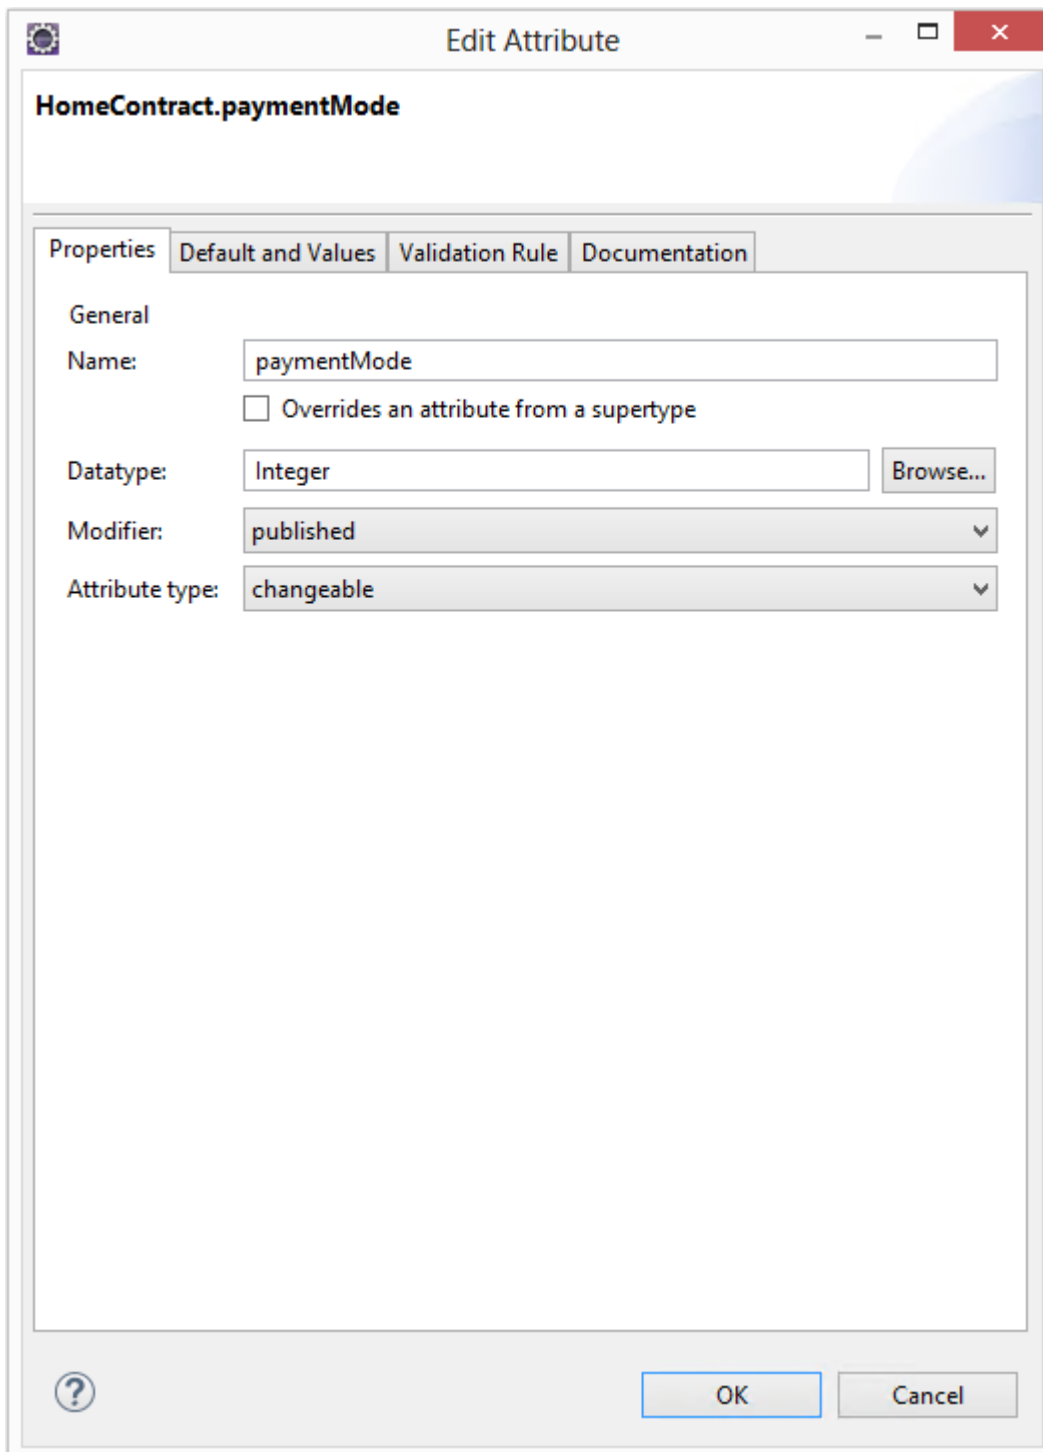 Edit Attribute
HomeContract.paymentMode
Properties Default and Values Validation Rule Documentation
General
Name: paymentMode
Overrides an attribute from a supertype
Datatype: Integer Browse...
Modifier: published
Attribute type: changeable
? OK Cancel